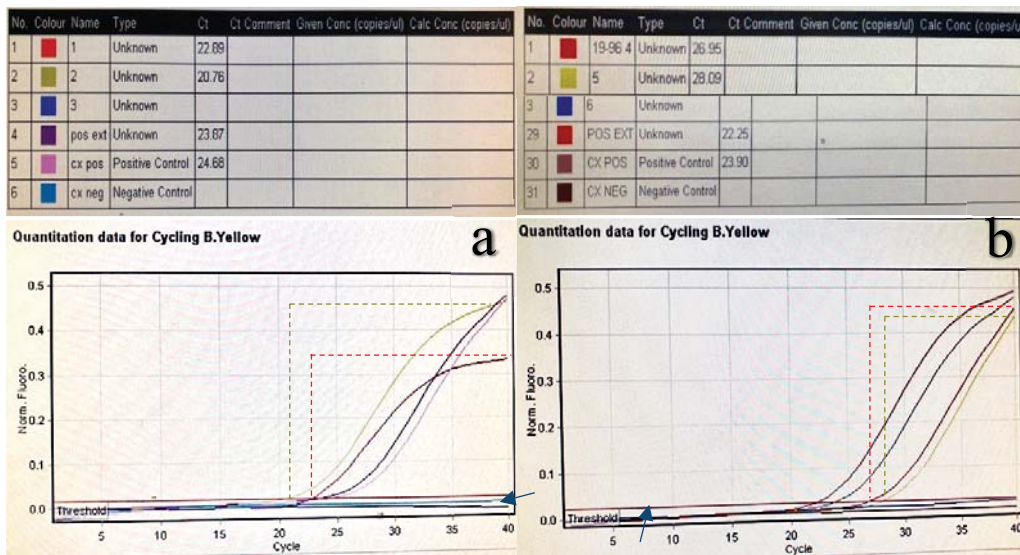 No. Colour Name Type Ct Ct Comment Given Conc (copies/ul) Calc Conc (copies/ul)
1 1 Unknown 22.89
2 2 Unknown 20.76
3 3 Unknown
4 pos ext Unknown 23.87
5 cx pos Positive Control 24.68
6 cx neg Negative Control
Quantitation data for Cycling B.Yellow
a
0.5
0.4
0.3
0.2
0.1
0.0
Norm. Fluoro.
Threshold
5 10 15 20 25 30 35 40
Cycle
No. Colour Name Type Ct Ct Comment Given Conc (copies/ul) Calc Conc (copies/u
1 19-96 4 Unknown 26.95
2 5 Unknown 28.09
3 6 Unknown
29 POS EXT Unknown 22.25
30 CX POS Positive Control 23.90
31 CX NEG Negative Control
Quantitation data for Cycling B.Yellow
b
0.5
0.4
0.3
0.2
0.1
0.0
Norm. Fluoro.
Threshold
5 10 15 20 25 30 35 40
Cycle